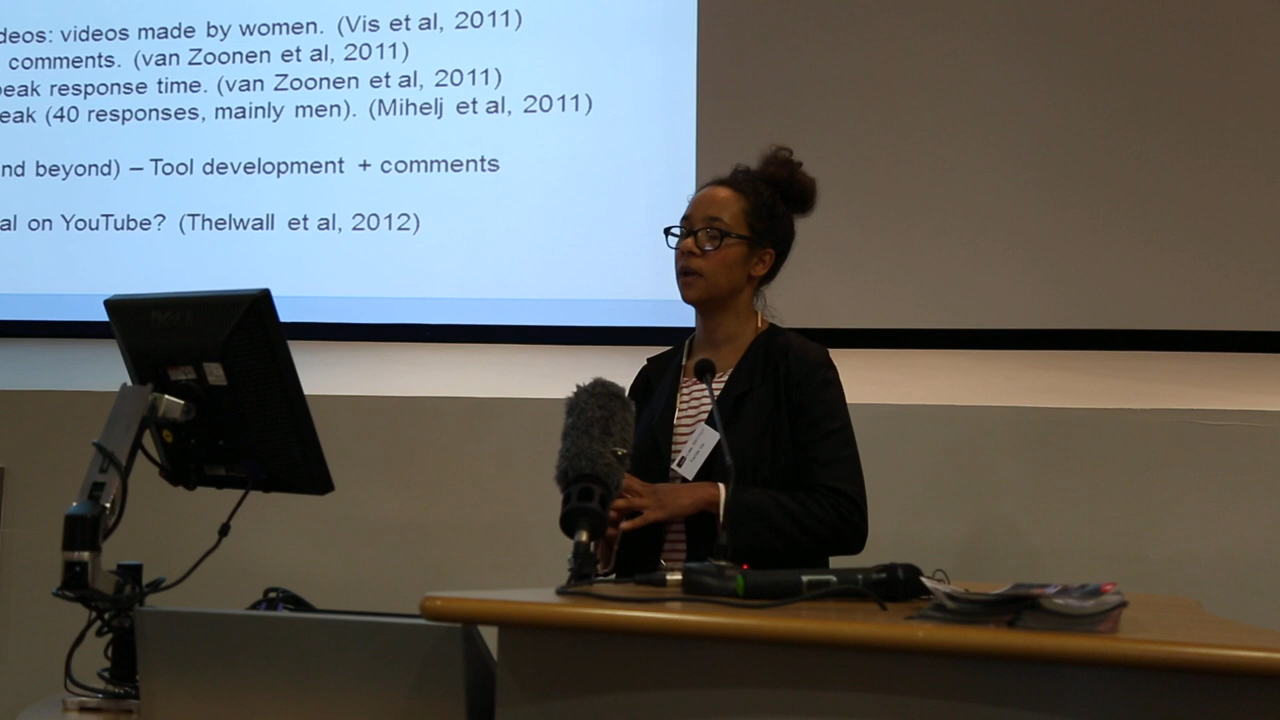 deos: videos made by women. (Vis et al, 2011)
comments. (van Zoonen et al, 2011)
eak response time. (van Zoonen et al, 2011)
eak (40 responses, mainly men). (Mihelj et al, 2011)
nd beyond) – Tool development + comments
al on YouTube? (Thelwall et al, 2012)